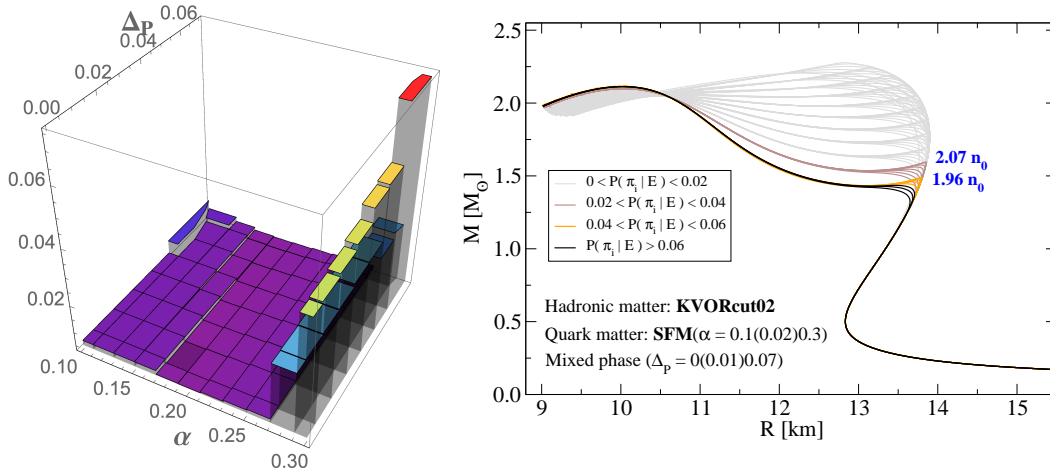 Δ_P
0.06
0.04
0.02
0.00
0.06
0.04
0.02
0.10
0.15
0.20
0.25
0.30
α
2.5
2.0
1.5
1.0
0.5
0.0
M [M_⊙]
2.07 n_0
1.96 n_0
0 < P( π_i | E ) < 0.02
0.02 < P( π_i | E ) < 0.04
0.04 < P( π_i | E ) < 0.06
P( π_i | E ) > 0.06
Hadronic matter: KVORcut02
Quark matter: SFM(α = 0.1(0.02)0.3)
Mixed phase (Δ_P = 0(0.01)0.07)
9 10 11 12 13 14 15
R [km]